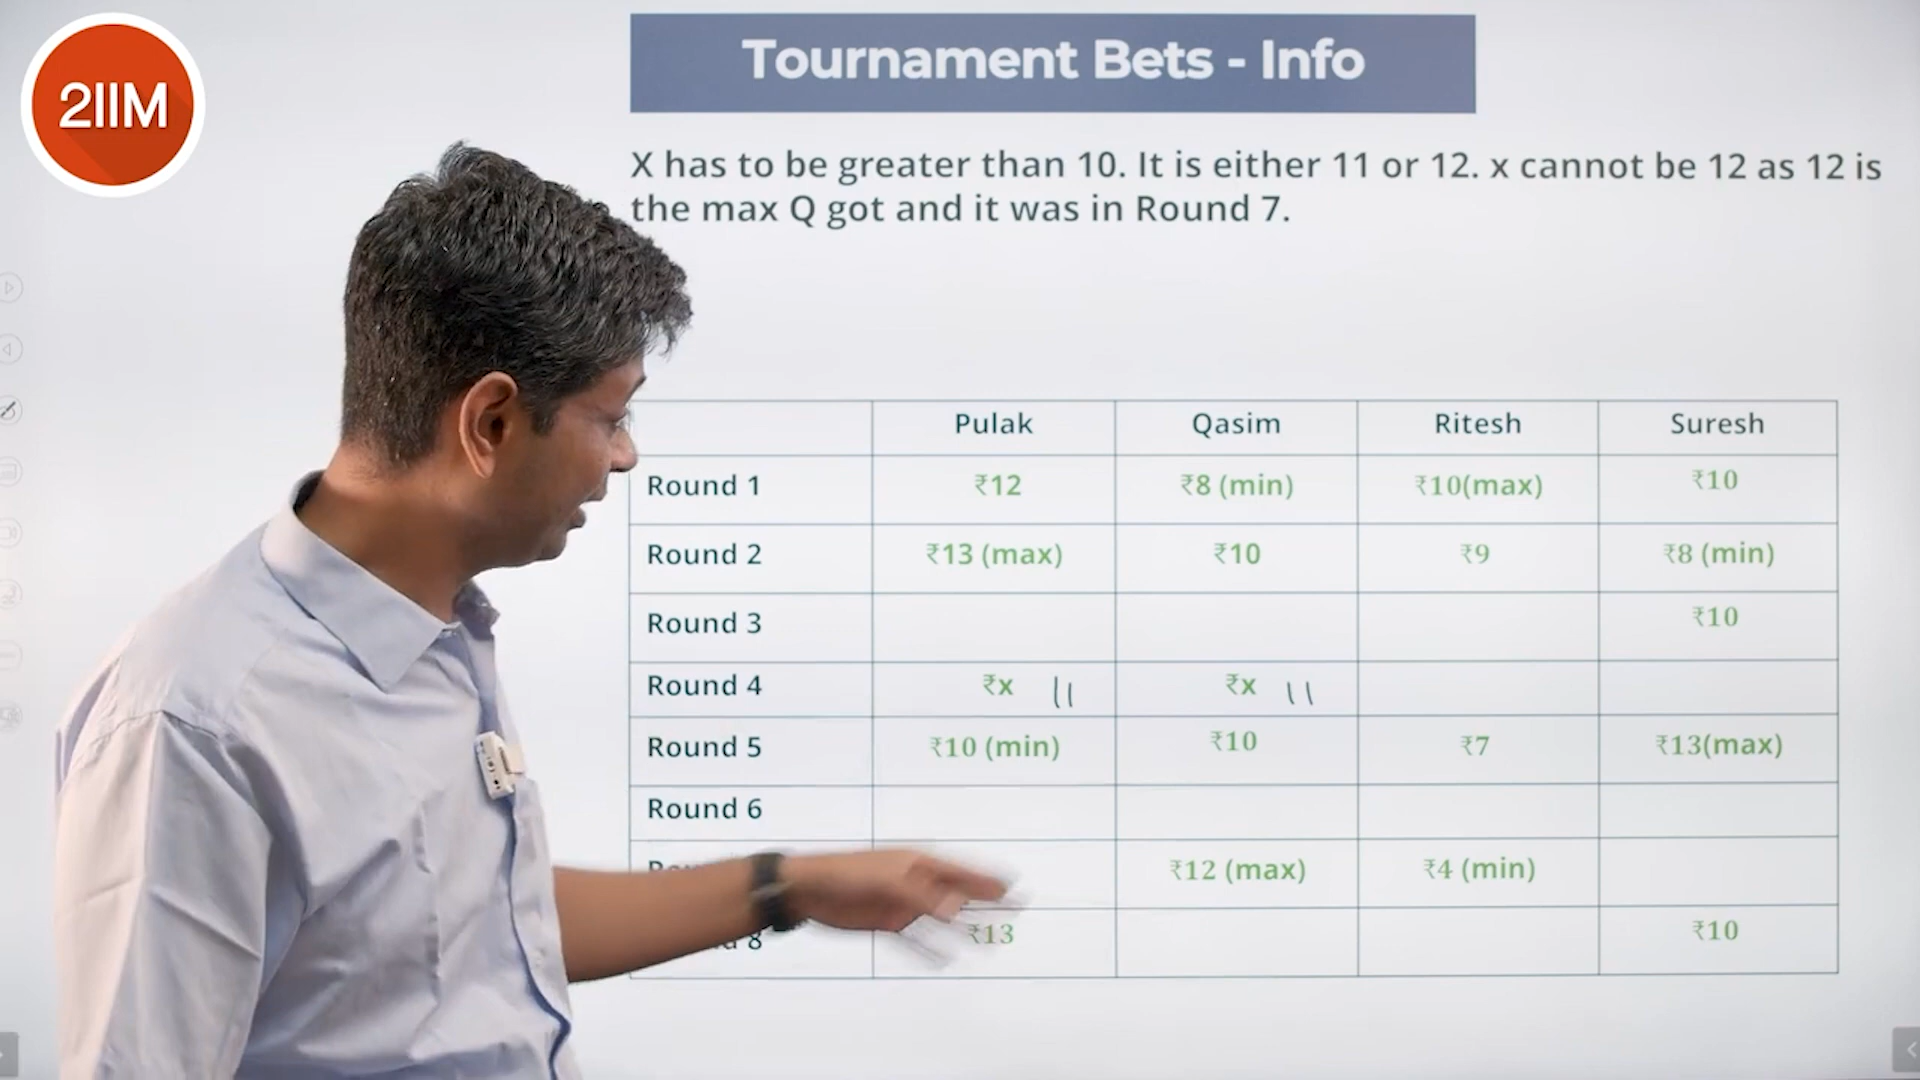 2IIM
Tournament Bets - Info
X has to be greater than 10. It is either 11 or 12. x cannot be 12 as 12 is
the max Q got and it was in Round 7.
Pulak Qasim Ritesh Suresh
Round 1 ₹12 ₹8 (min) ₹10(max) ₹10
Round 2 ₹13 (max) ₹10 ₹9 ₹8 (min)
Round 3 ₹10
Round 4 ₹x 11 ₹x 11
Round 5 ₹10 (min) ₹10 ₹7 ₹13(max)
Round 6
₹12 (max) ₹4 (min)
8 ₹13 ₹10